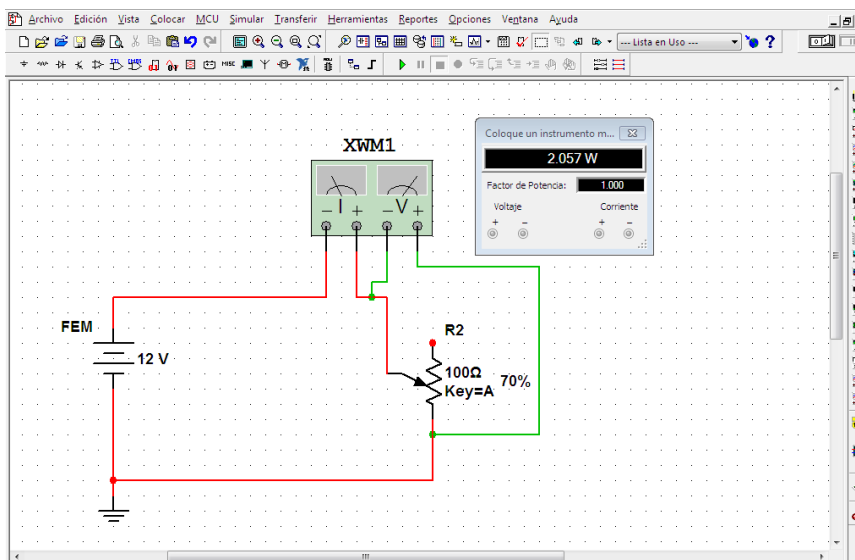 Archivo Edición Vista Colocar MCU Simular Transferir Herramientas Reportes Opciones Ventana Ayuda
--- Lista en Uso ---
MISC
XWM1
I V
Coloque un instrumento m...
2.057 W
Factor de Potencia: 1.000
Voltaje Corriente
+ - + -
FEM
12 V
R2
100Ω
Key=A
70%